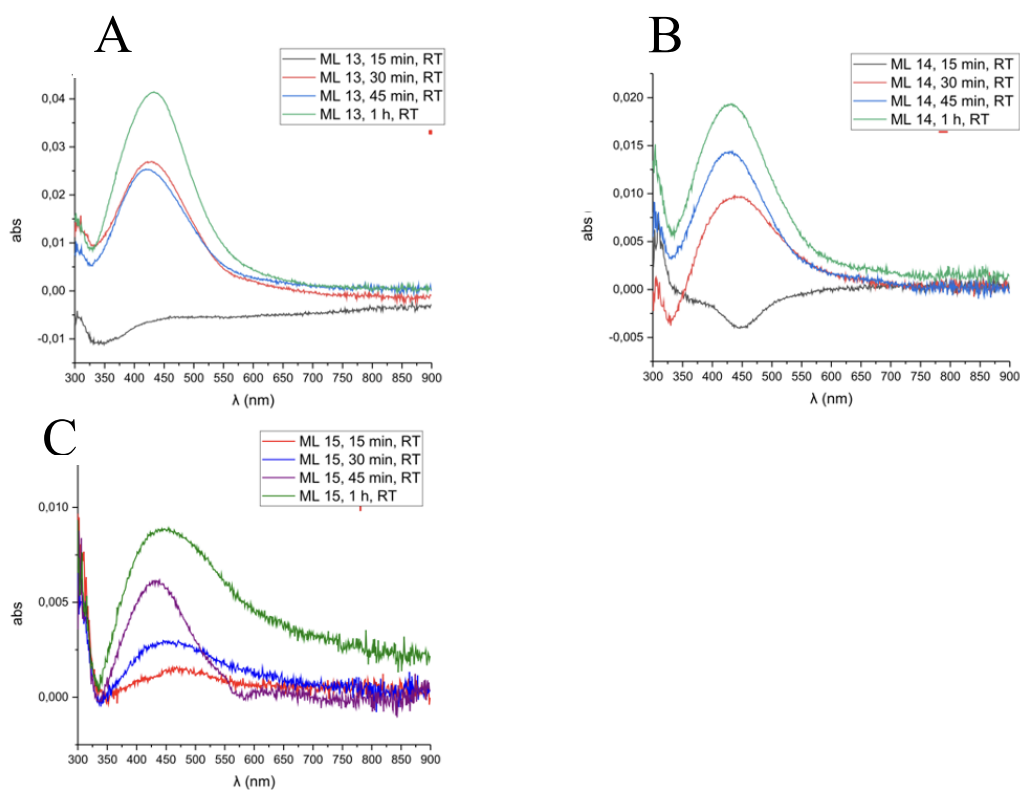 A
ML 13, 15 min, RT
ML 13, 30 min, RT
ML 13, 45 min, RT
ML 13, 1 h, RT
0,04
0,03
0,02
0,01
0,00
-0,01
abs
300 350 400 450 500 550 600 650 700 750 800 850 900
λ (nm)
B
ML 14, 15 min, RT
ML 14, 30 min, RT
ML 14, 45 min, RT
ML 14, 1 h, RT
0,020
0,015
0,010
0,005
0,000
-0,005
abs
300 350 400 450 500 550 600 650 700 750 800 850 900
λ (nm)
C
ML 15, 15 min, RT
ML 15, 30 min, RT
ML 15, 45 min, RT
ML 15, 1 h, RT
0,010
0,005
0,000
abs
300 350 400 450 500 550 600 650 700 750 800 850 900
λ (nm)